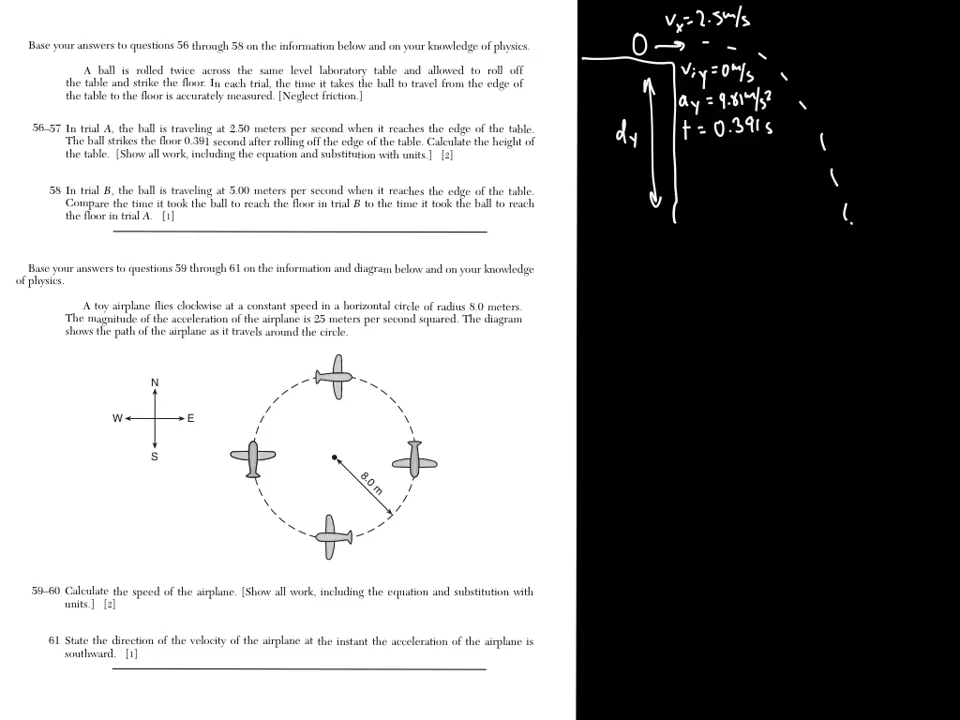 Base your answers to questions 56 through 58 on the information below and on your knowledge of physics.
A ball is rolled twice across the same level laboratory table and allowed to roll off
the table and strike the floor. In each trial, the time it takes the ball to travel from the edge of
the table to the floor is accurately measured. [Neglect friction.]
56–57 In trial A, the ball is traveling at 2.50 meters per second when it reaches the edge of the table.
The ball strikes the floor 0.391 second after rolling off the edge of the table. Calculate the height of
the table. [Show all work, including the equation and substitution with units.] [2]
58 In trial B, the ball is traveling at 5.00 meters per second when it reaches the edge of the table.
Compare the time it took the ball to reach the floor in trial B to the time it took the ball to reach
the floor in trial A. [1]
Base your answers to questions 59 through 61 on the information and diagram below and on your knowledge
of physics.
A toy airplane flies clockwise at a constant speed in a horizontal circle of radius 8.0 meters.
The magnitude of the acceleration of the airplane is 25 meters per second squared. The diagram
shows the path of the airplane as it travels around the circle.
N
W E
S
8.0 m
59–60 Calculate the speed of the airplane. [Show all work, including the equation and substitution with
units.] [2]
61 State the direction of the velocity of the airplane at the instant the acceleration of the airplane is
southward. [1]
vx = 2.5 m/s
viy = 0 m/s
ay = 9.81 m/s²
t = 0.391 s
dy